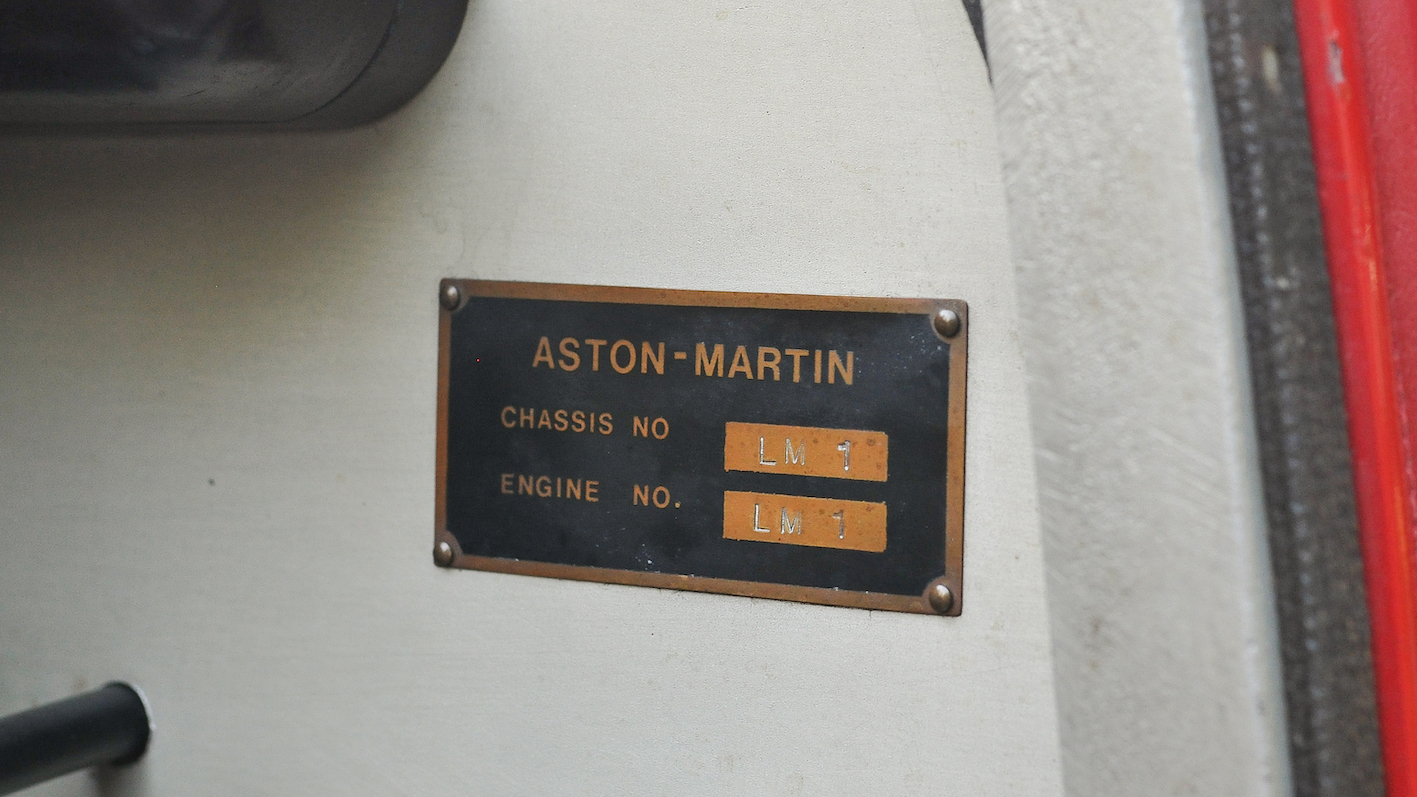 ASTON-MARTIN
CHASSIS NO LM 1
ENGINE NO. LM 1